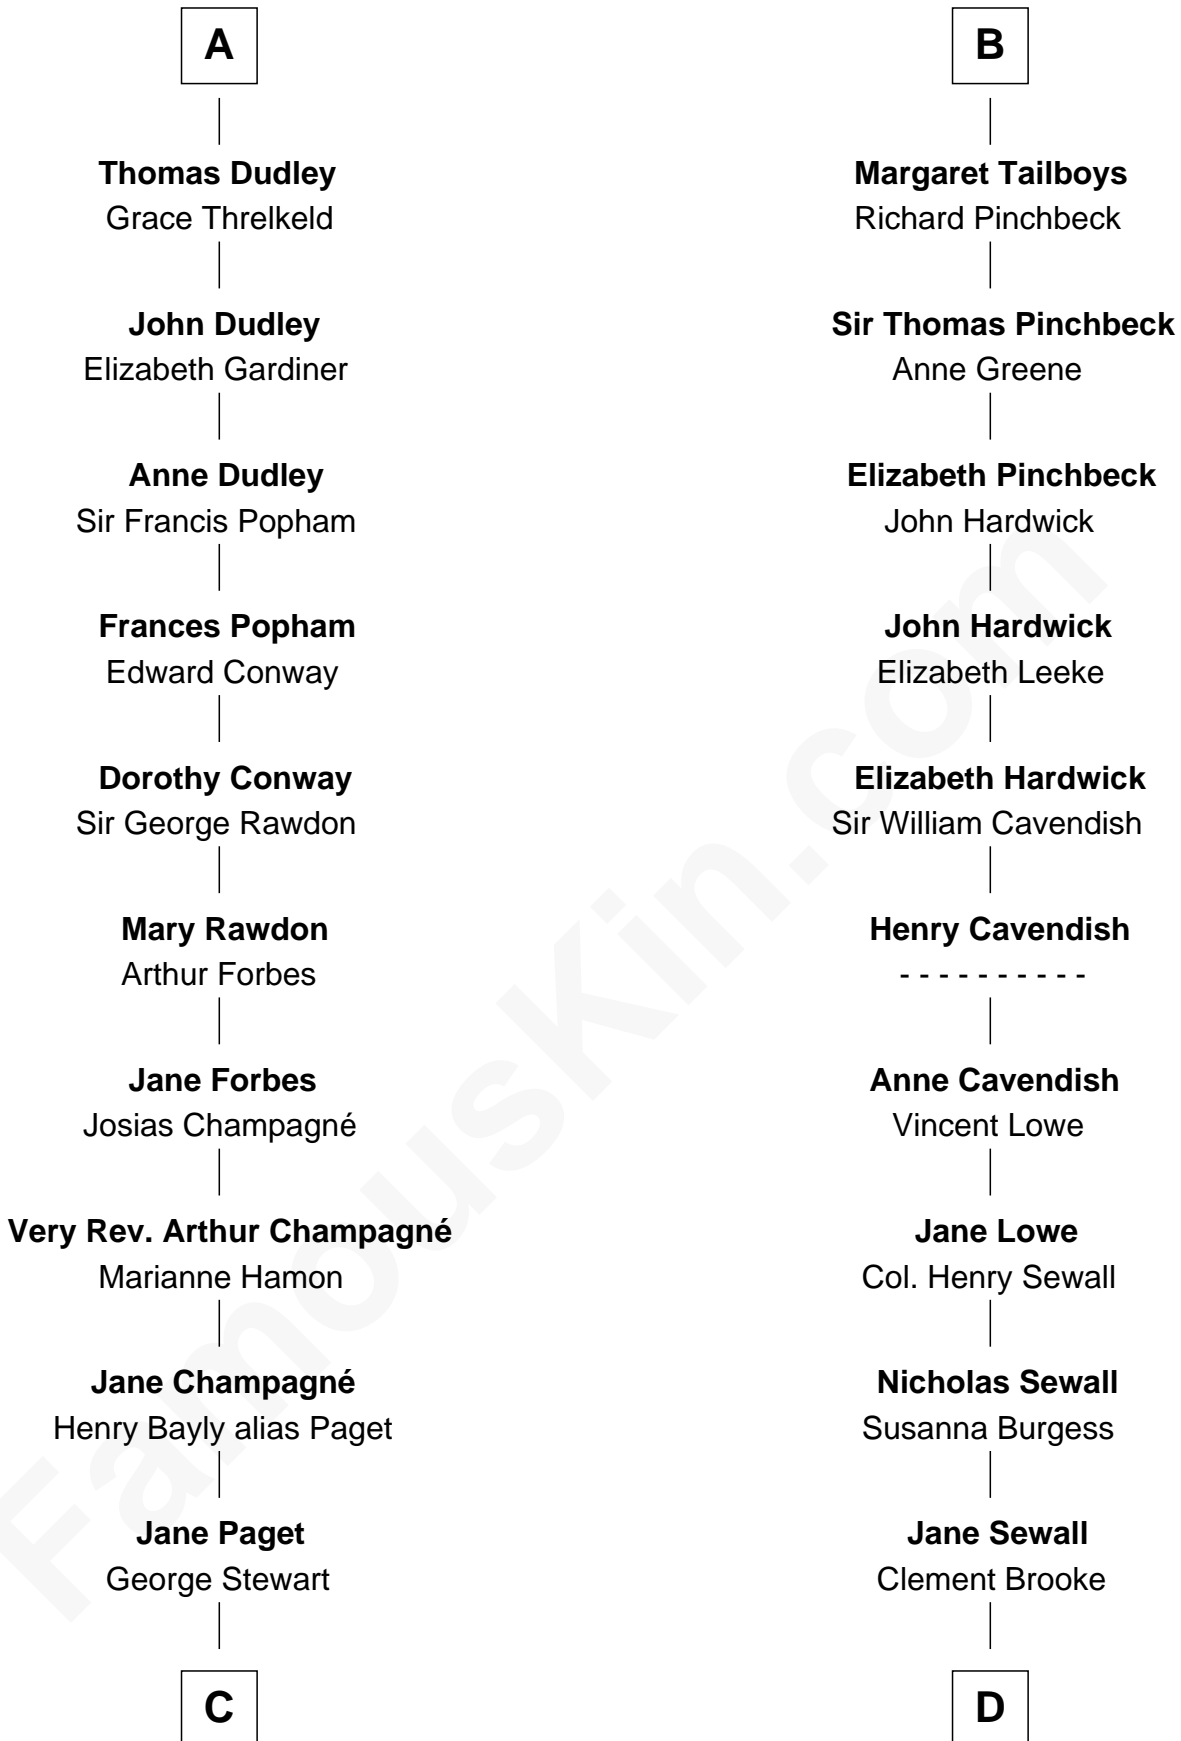 A
Thomas Dudley
Grace Threlkeld
John Dudley
Elizabeth Gardiner
Anne Dudley
Sir Francis Popham
Frances Popham
Edward Conway
Dorothy Conway
Sir George Rawdon
Mary Rawdon
Arthur Forbes
Jane Forbes
Josias Champagné
Very Rev. Arthur Champagné
Marianne Hamon
Jane Champagné
Henry Bayly alias Paget
Jane Paget
George Stewart
C
B
Margaret Tailboys
Richard Pinchbeck
Sir Thomas Pinchbeck
Anne Greene
Elizabeth Pinchbeck
John Hardwick
John Hardwick
Elizabeth Leeke
Elizabeth Hardwick
Sir William Cavendish
Henry Cavendish
- - - - - - - - - -
Anne Cavendish
Vincent Lowe
Jane Lowe
Col. Henry Sewall
Nicholas Sewall
Susanna Burgess
Jane Sewall
Clement Brooke
D
FamousKin.com